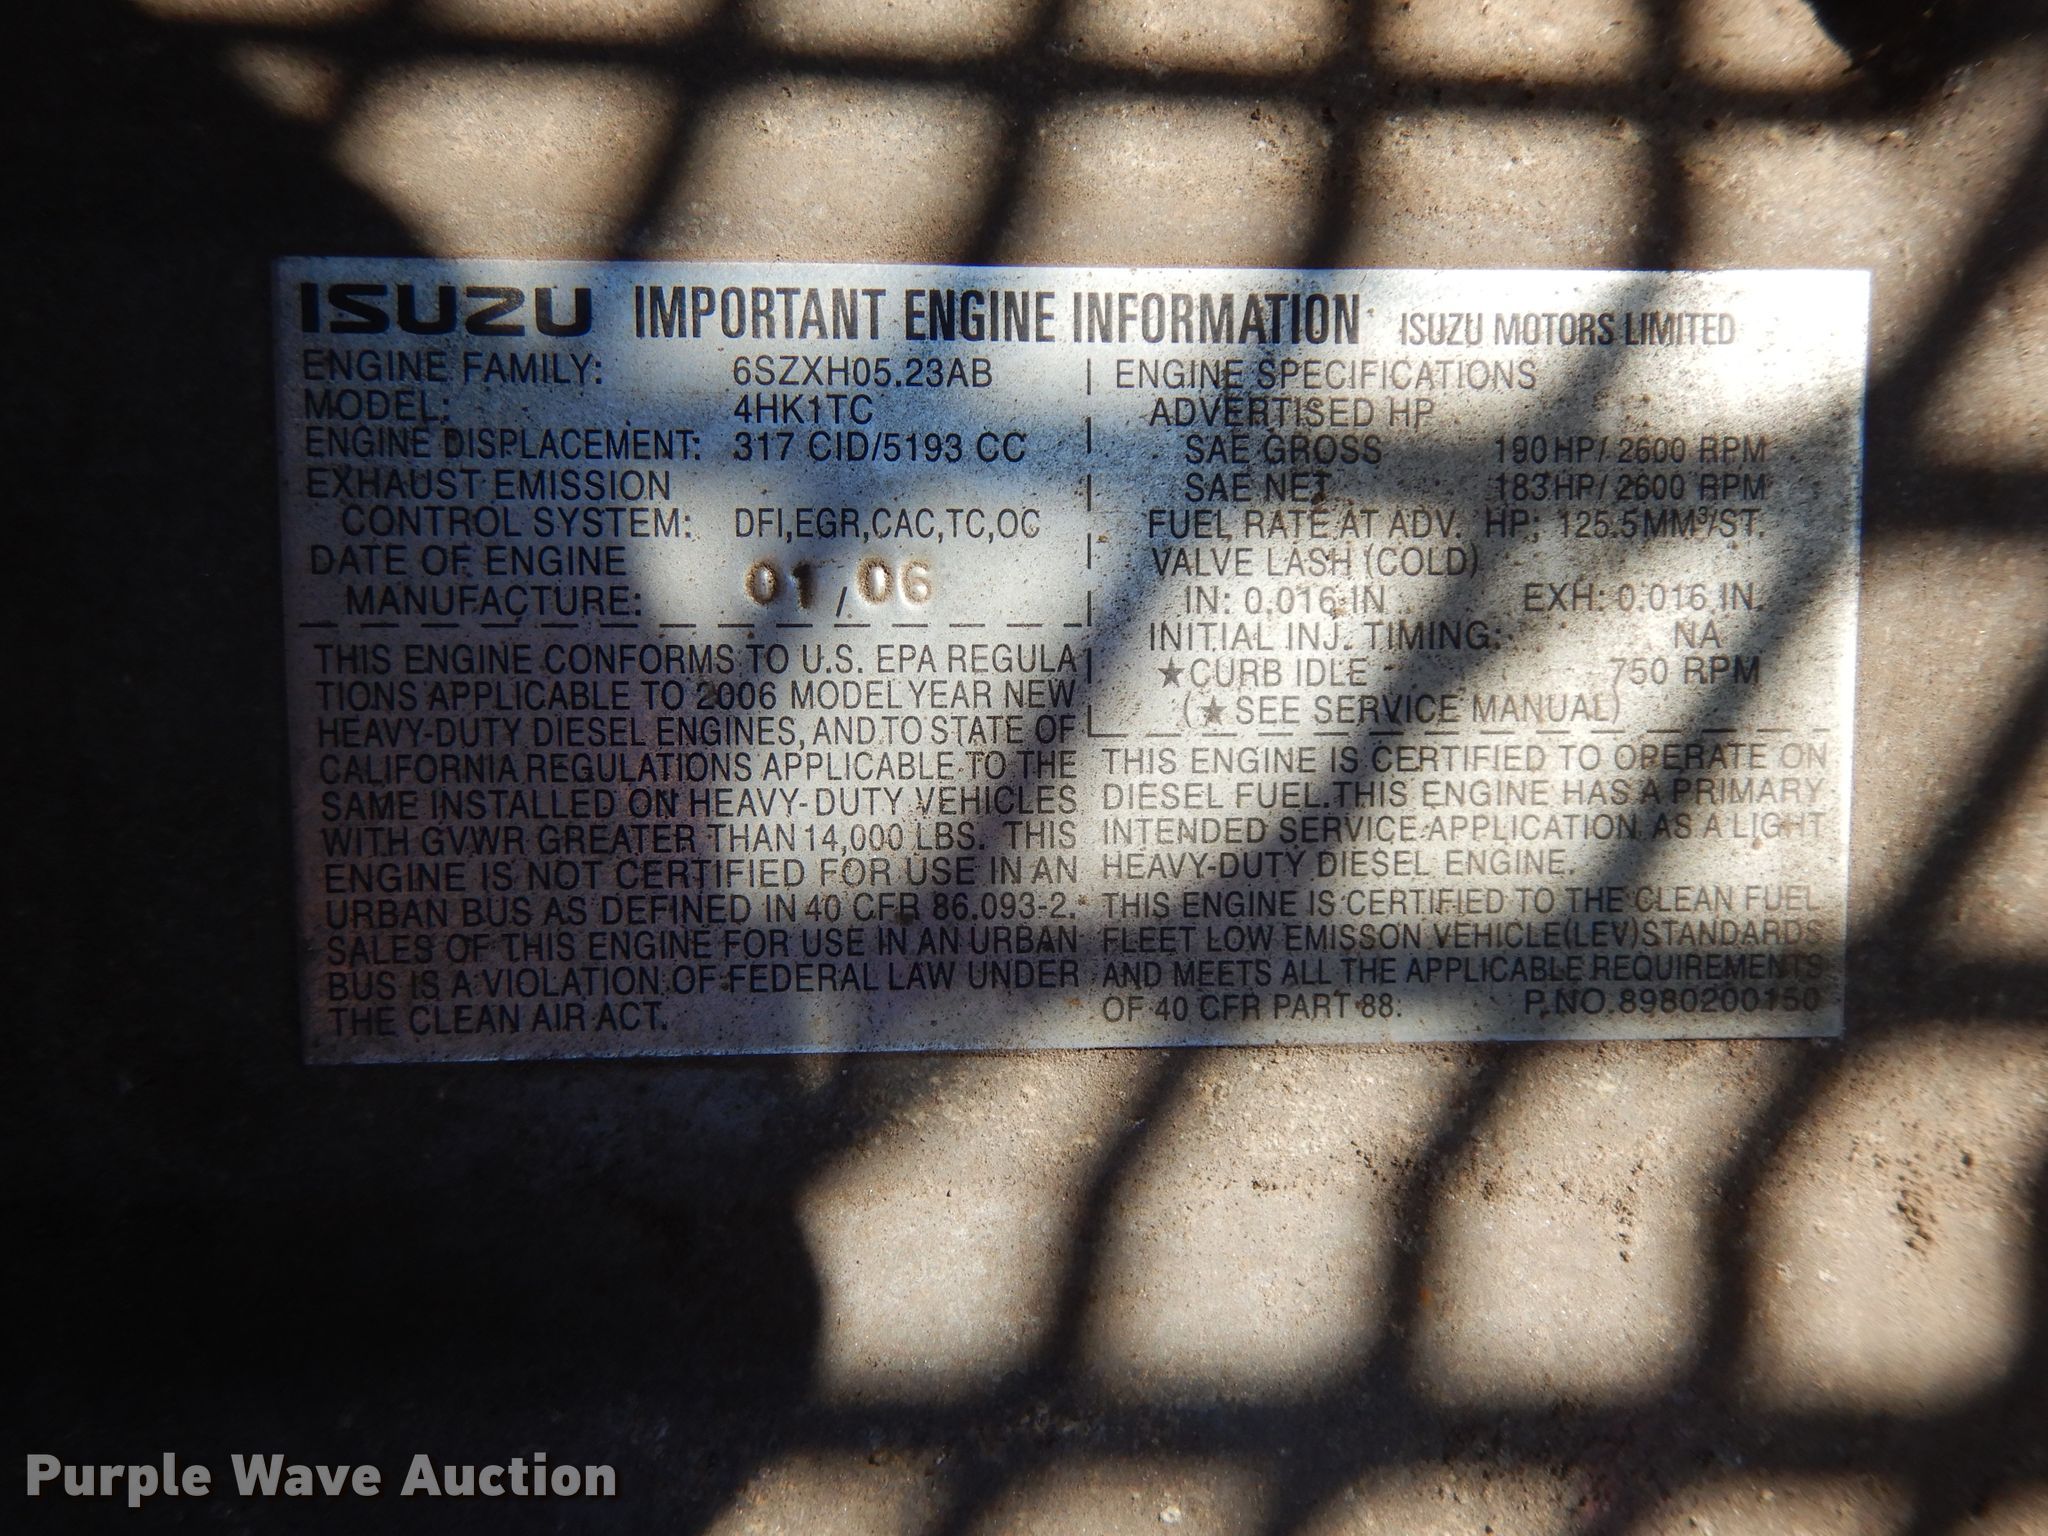 ISUZU IMPORTANT ENGINE INFORMATION ISUZU MOTORS LIMITED
ENGINE FAMILY: 6SZXH05.23AB
MODEL: 4HK1TC
ENGINE DISPLACEMENT: 317 CID/5193 CC
EXHAUST EMISSION
CONTROL SYSTEM: DFI,EGR,CAC,TC,OC
DATE OF ENGINE
MANUFACTURE: 01/06
THIS ENGINE CONFORMS TO U.S. EPA REGULA
TIONS APPLICABLE TO 2006 MODEL YEAR NEW
HEAVY-DUTY DIESEL ENGINES, AND TO STATE OF
CALIFORNIA REGULATIONS APPLICABLE TO THE
SAME INSTALLED ON HEAVY-DUTY VEHICLES
WITH GVWR GREATER THAN 14,000 LBS. THIS
ENGINE IS NOT CERTIFIED FOR USE IN AN
URBAN BUS AS DEFINED IN 40 CFR 86.093-2.
SALES OF THIS ENGINE FOR USE IN AN URBAN
BUS IS A VIOLATION OF FEDERAL LAW UNDER
THE CLEAN AIR ACT.
ENGINE SPECIFICATIONS
ADVERTISED HP
SAE GROSS 190 HP/ 2600 RPM
SAE NET 183 HP/ 2600 RPM
FUEL RATE AT ADV. HP; 125.5 MM³/ST.
VALVE LASH (COLD)
IN: 0.016 IN EXH: 0.016 IN.
INITIAL INJ. TIMING: NA
★CURB IDLE 750 RPM
(★SEE SERVICE MANUAL)
THIS ENGINE IS CERTIFIED TO OPERATE ON
DIESEL FUEL. THIS ENGINE HAS A PRIMARY
INTENDED SERVICE APPLICATION AS A LIGHT
HEAVY-DUTY DIESEL ENGINE.
THIS ENGINE IS CERTIFIED TO THE CLEAN FUEL
FLEET LOW EMISSON VEHICLE(LEV)STANDARDS
AND MEETS ALL THE APPLICABLE REQUIREMENTS
OF 40 CFR PART 88. P.NO.8980200150
Purple Wave Auction